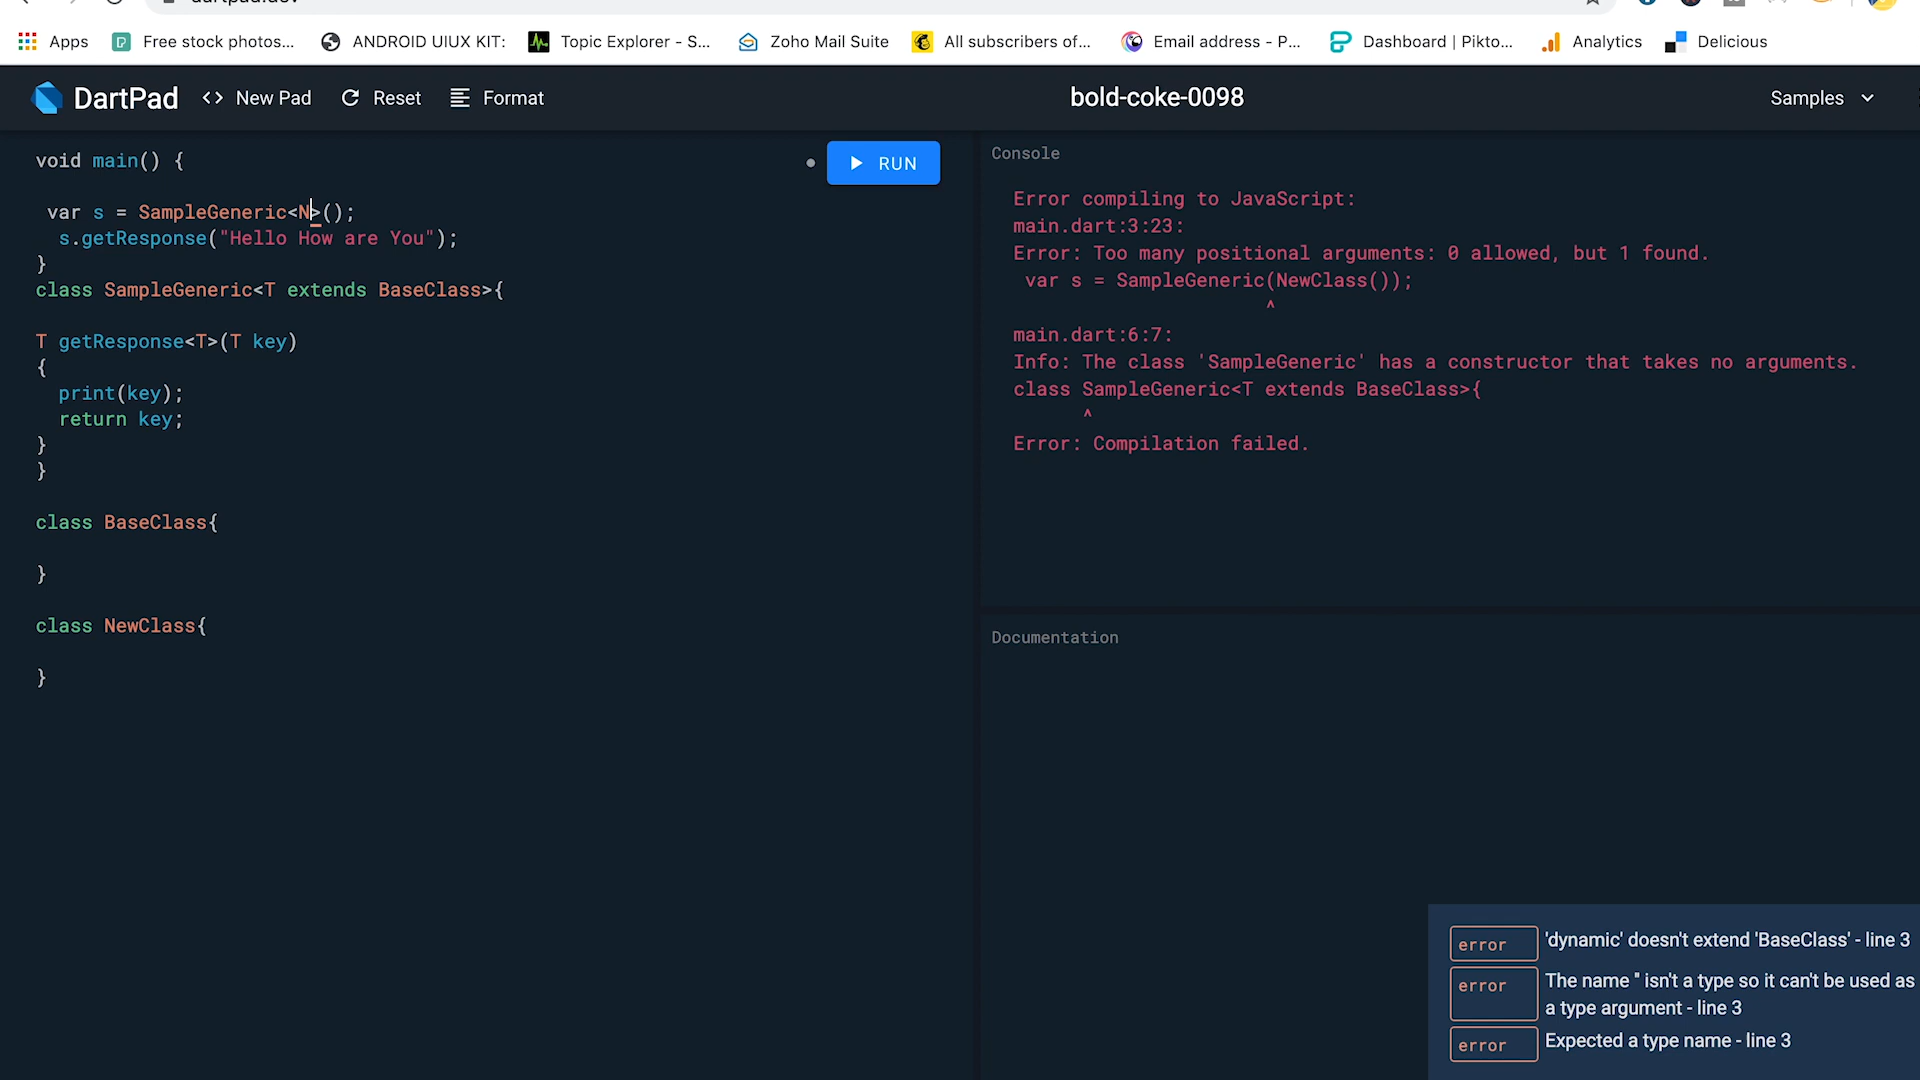 Apps Free stock photos... ANDROID UIUX KIT: Topic Explorer - S... Zoho Mail Suite All subscribers of... Email address - P... Dashboard | Pikto... Analytics Delicious
DartPad <> New Pad Reset Format bold-coke-0098 Samples
void main() {
RUN
var s = SampleGeneric<N>();
s.getResponse("Hello How are You");
}
class SampleGeneric<T extends BaseClass>{
T getResponse<T>(T key)
{
print(key);
return key;
}
}
class BaseClass{
}
class NewClass{
}
Console
Error compiling to JavaScript:
main.dart:3:23:
Error: Too many positional arguments: 0 allowed, but 1 found.
var s = SampleGeneric(NewClass());
^
main.dart:6:7:
Info: The class 'SampleGeneric' has a constructor that takes no arguments.
class SampleGeneric<T extends BaseClass>{
^
Error: Compilation failed.
Documentation
error 'dynamic' doesn't extend 'BaseClass' - line 3
error The name '' isn't a type so it can't be used as
a type argument - line 3
error Expected a type name - line 3